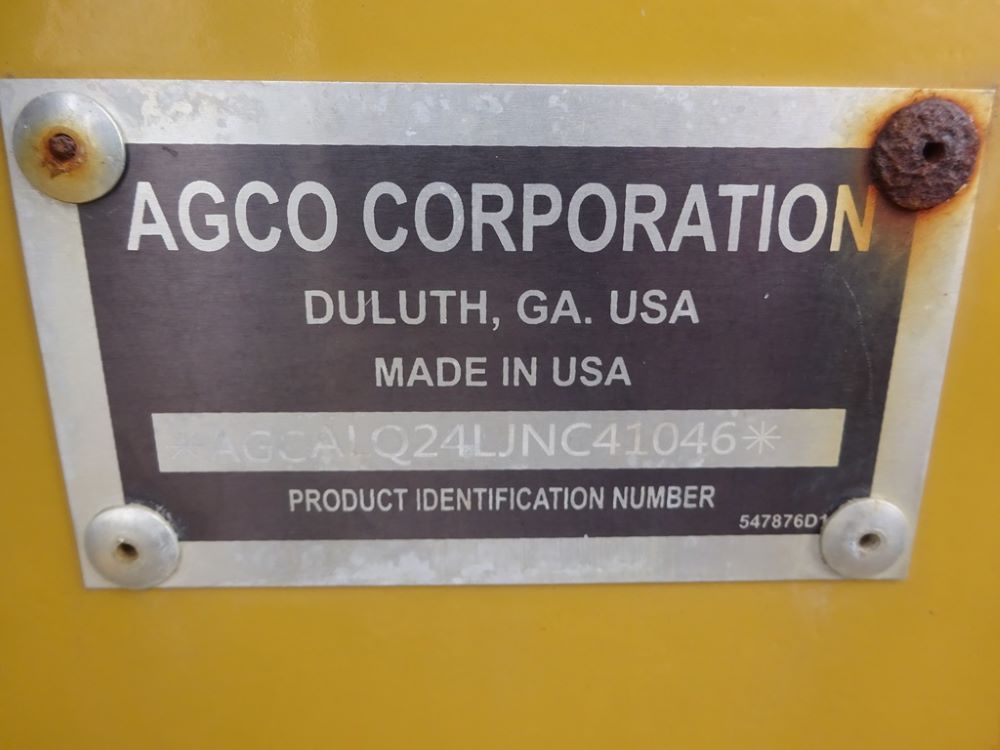 AGCO CORPORATION
DULUTH, GA. USA
MADE IN USA
*AGCALQ24LJNC41046*
PRODUCT IDENTIFICATION NUMBER
547876D1